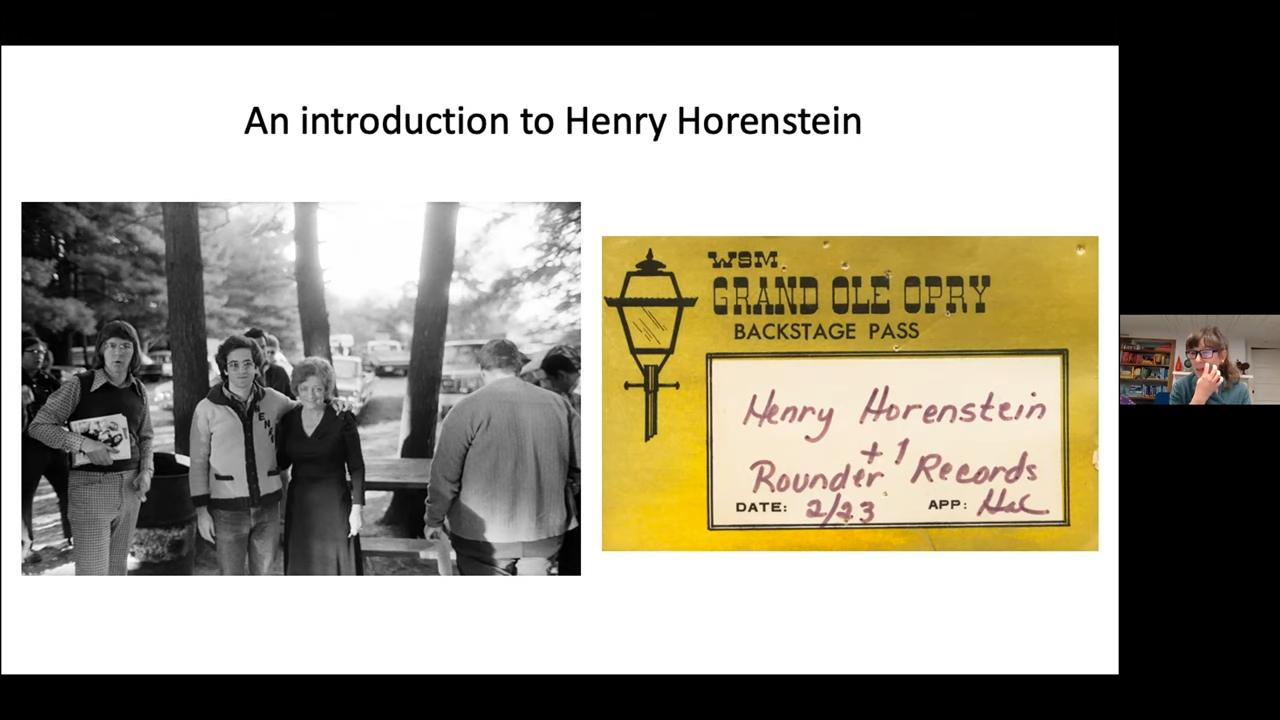 An introduction to Henry Horenstein
WSM
GRAND OLE OPRY
BACKSTAGE PASS
Henry Horenstein
+1
Rounder Records
DATE: 2/23 APP: